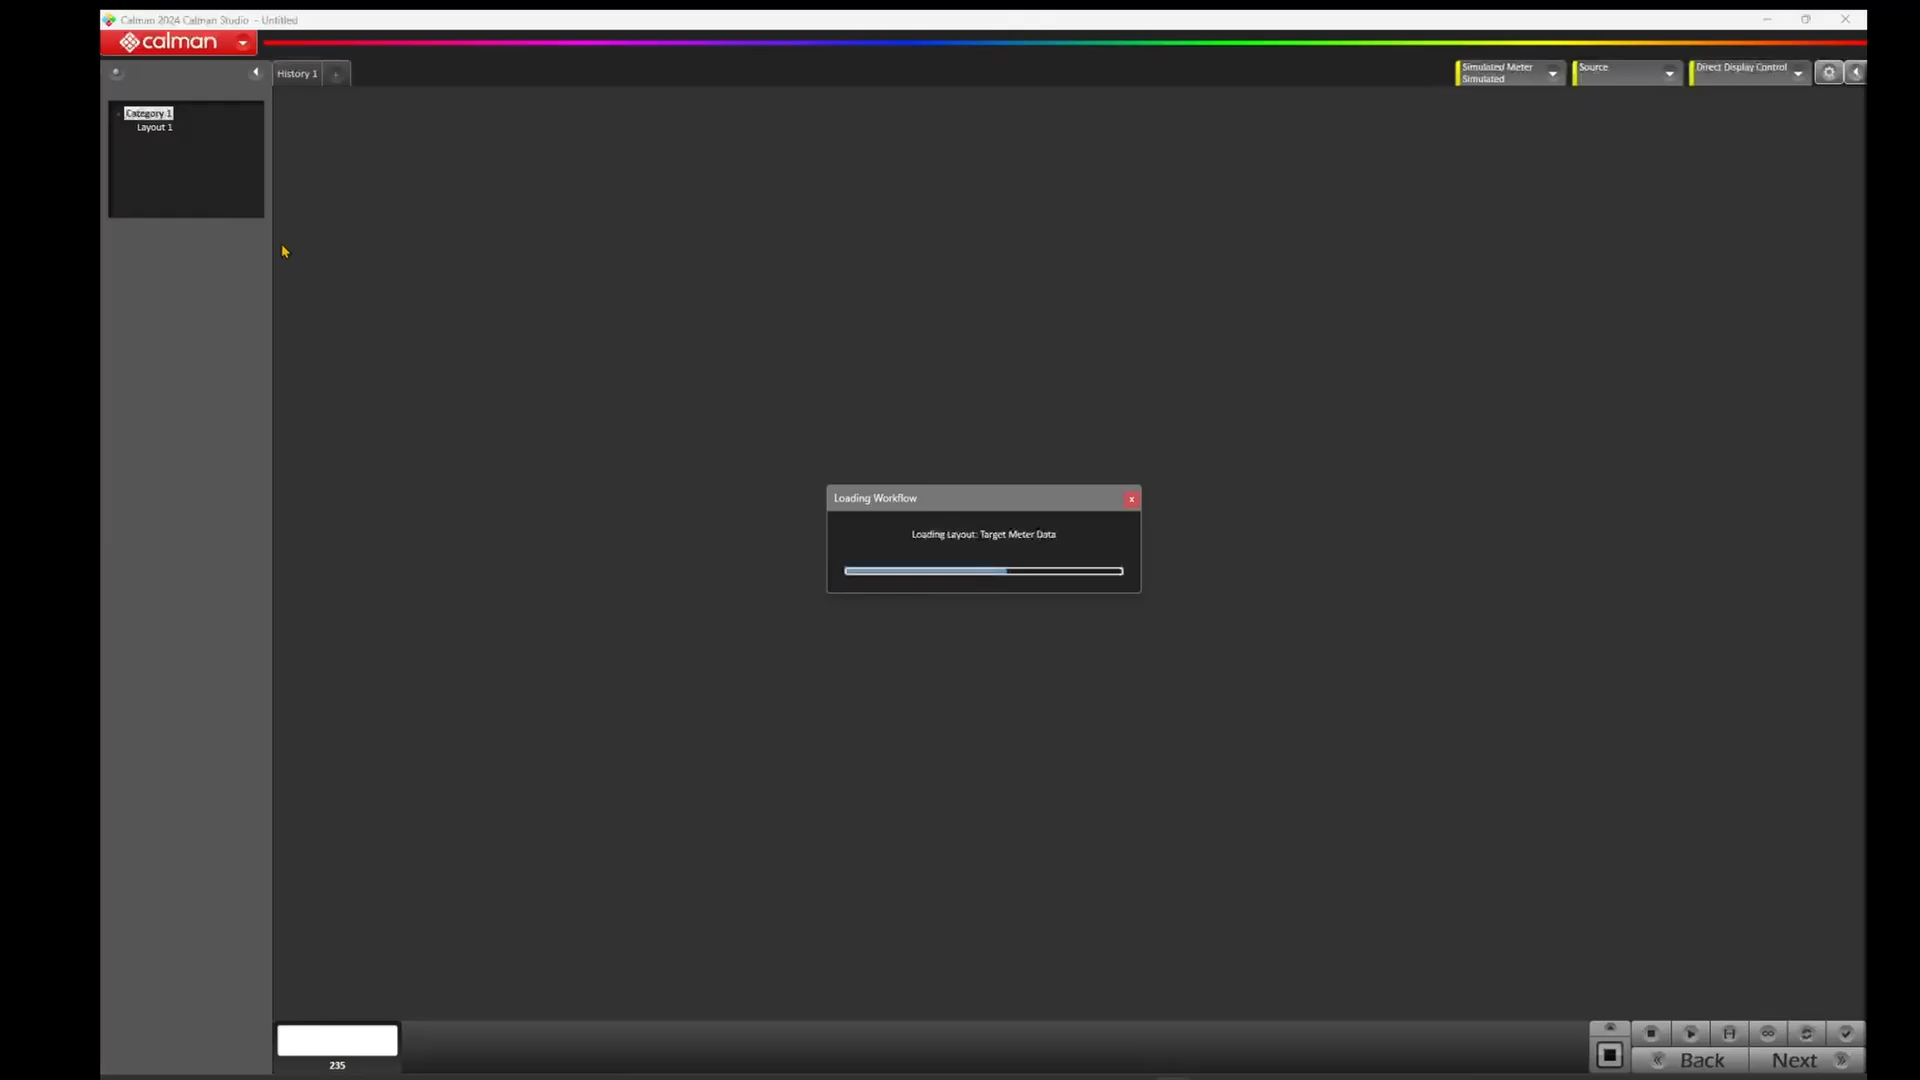 Calman 2024 Calman Studio - Untitled
calman
History 1
Simulated Meter
Simulated
Source
Direct Display Control
Category 1
Layout 1
Loading Workflow
x
Loading Layout: Target Meter Data
235
Back
Next